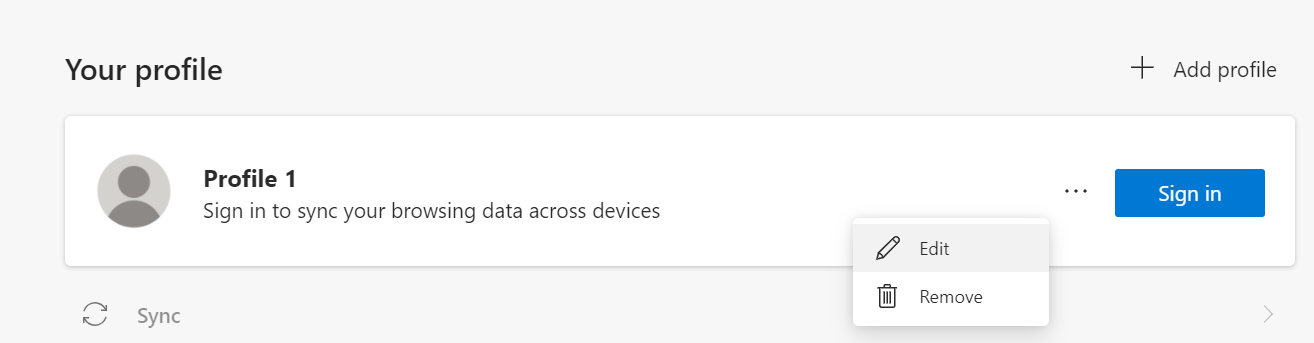 Your profile
Add profile
Profile 1
Sign in to sync your browsing data across devices
Sign in
Edit
Remove
Sync